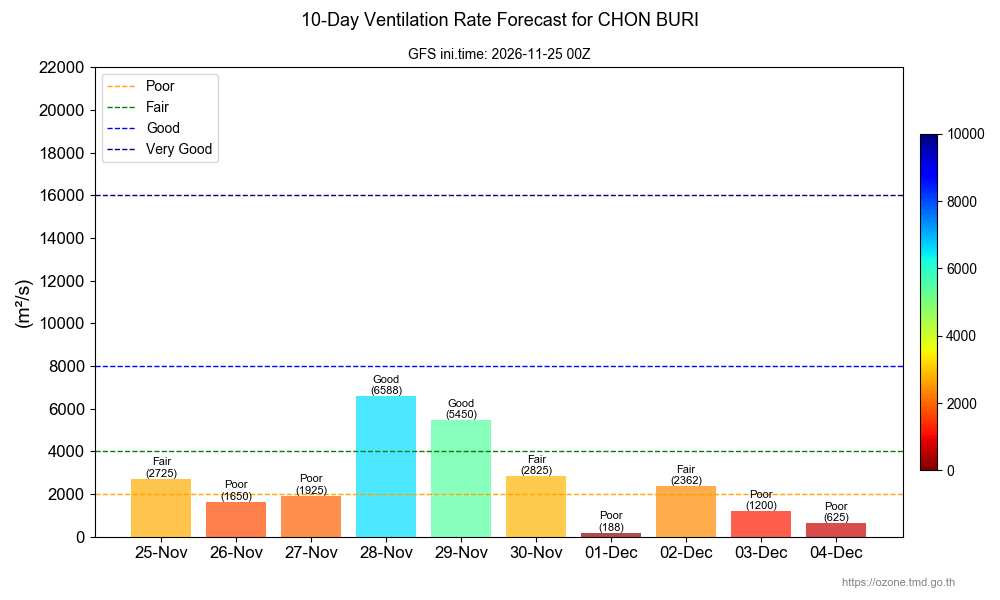 10-Day Ventilation Rate Forecast for CHON BURI
GFS ini.time: 2026-11-25 00Z
(m²/s)
22000
20000
18000
16000
14000
12000
10000
8000
6000
4000
2000
0
Poor
Fair
Good
Very Good
Fair
(2725)
Poor
(1650)
Poor
(1925)
Good
(6588)
Good
(5450)
Fair
(2825)
Poor
(188)
Fair
(2362)
Poor
(1200)
Poor
(625)
25-Nov
26-Nov
27-Nov
28-Nov
29-Nov
30-Nov
01-Dec
02-Dec
03-Dec
04-Dec
10000
8000
6000
4000
2000
0
https://ozone.tmd.go.th